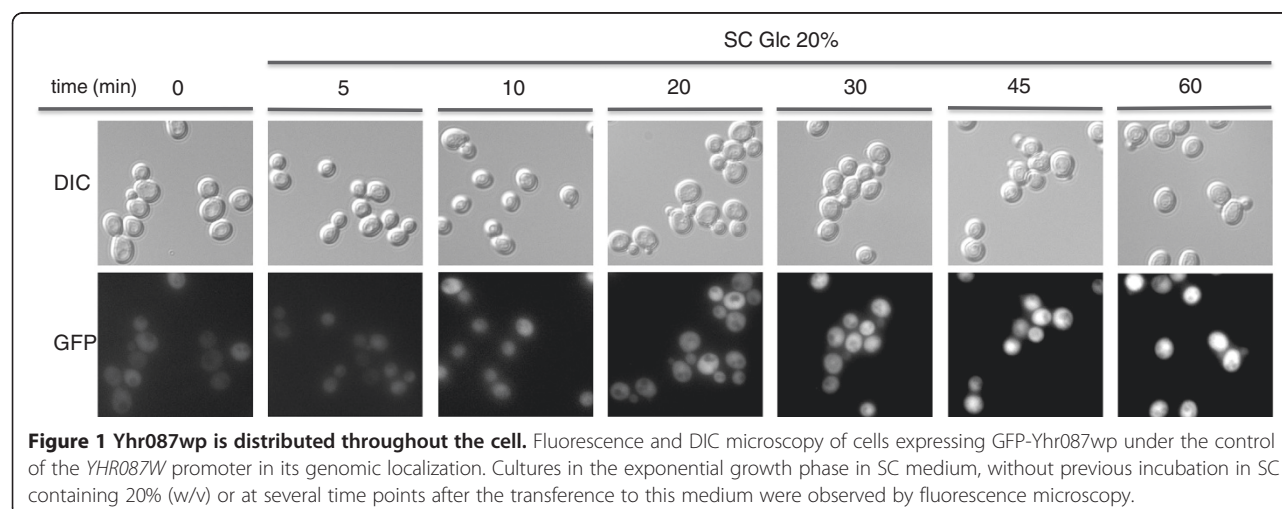 SC Glc 20%
time (min) 0 5 10 20 30 45 60
DIC
GFP
Figure 1 Yhr087wp is distributed throughout the cell. Fluorescence and DIC microscopy of cells expressing GFP-Yhr087wp under the control
of the YHR087W promoter in its genomic localization. Cultures in the exponential growth phase in SC medium, without previous incubation in SC
containing 20% (w/v) or at several time points after the transference to this medium were observed by fluorescence microscopy.